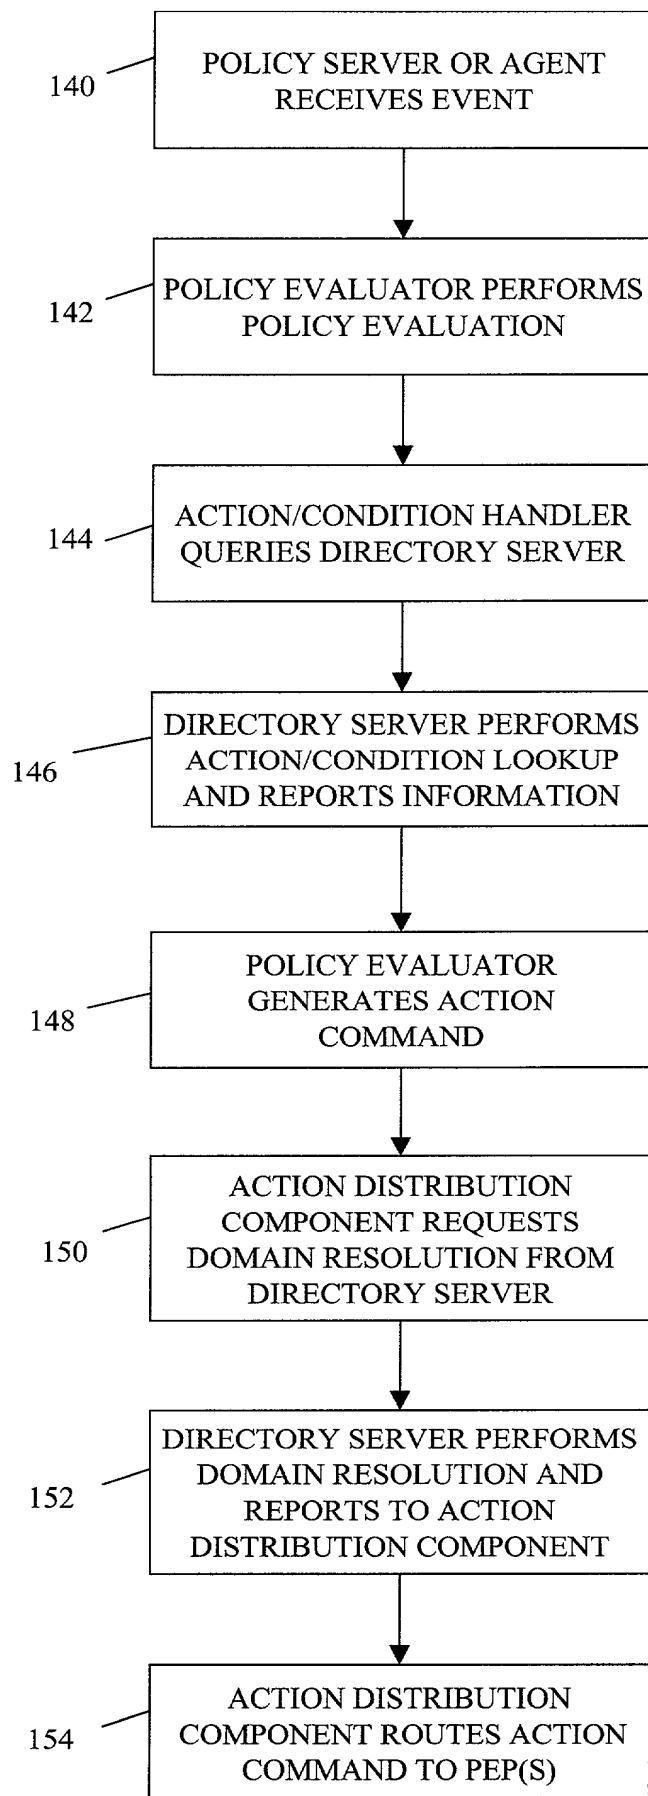 140
POLICY SERVER OR AGENT
RECEIVES EVENT
142
POLICY EVALUATOR PERFORMS
POLICY EVALUATION
144
ACTION/CONDITION HANDLER
QUERIES DIRECTORY SERVER
146
DIRECTORY SERVER PERFORMS
ACTION/CONDITION LOOKUP
AND REPORTS INFORMATION
148
POLICY EVALUATOR
GENERATES ACTION
COMMAND
150
ACTION DISTRIBUTION
COMPONENT REQUESTS
DOMAIN RESOLUTION FROM
DIRECTORY SERVER
152
DIRECTORY SERVER PERFORMS
DOMAIN RESOLUTION AND
REPORTS TO ACTION
DISTRIBUTION COMPONENT
154
ACTION DISTRIBUTION
COMPONENT ROUTES ACTION
COMMAND TO PEP(S)